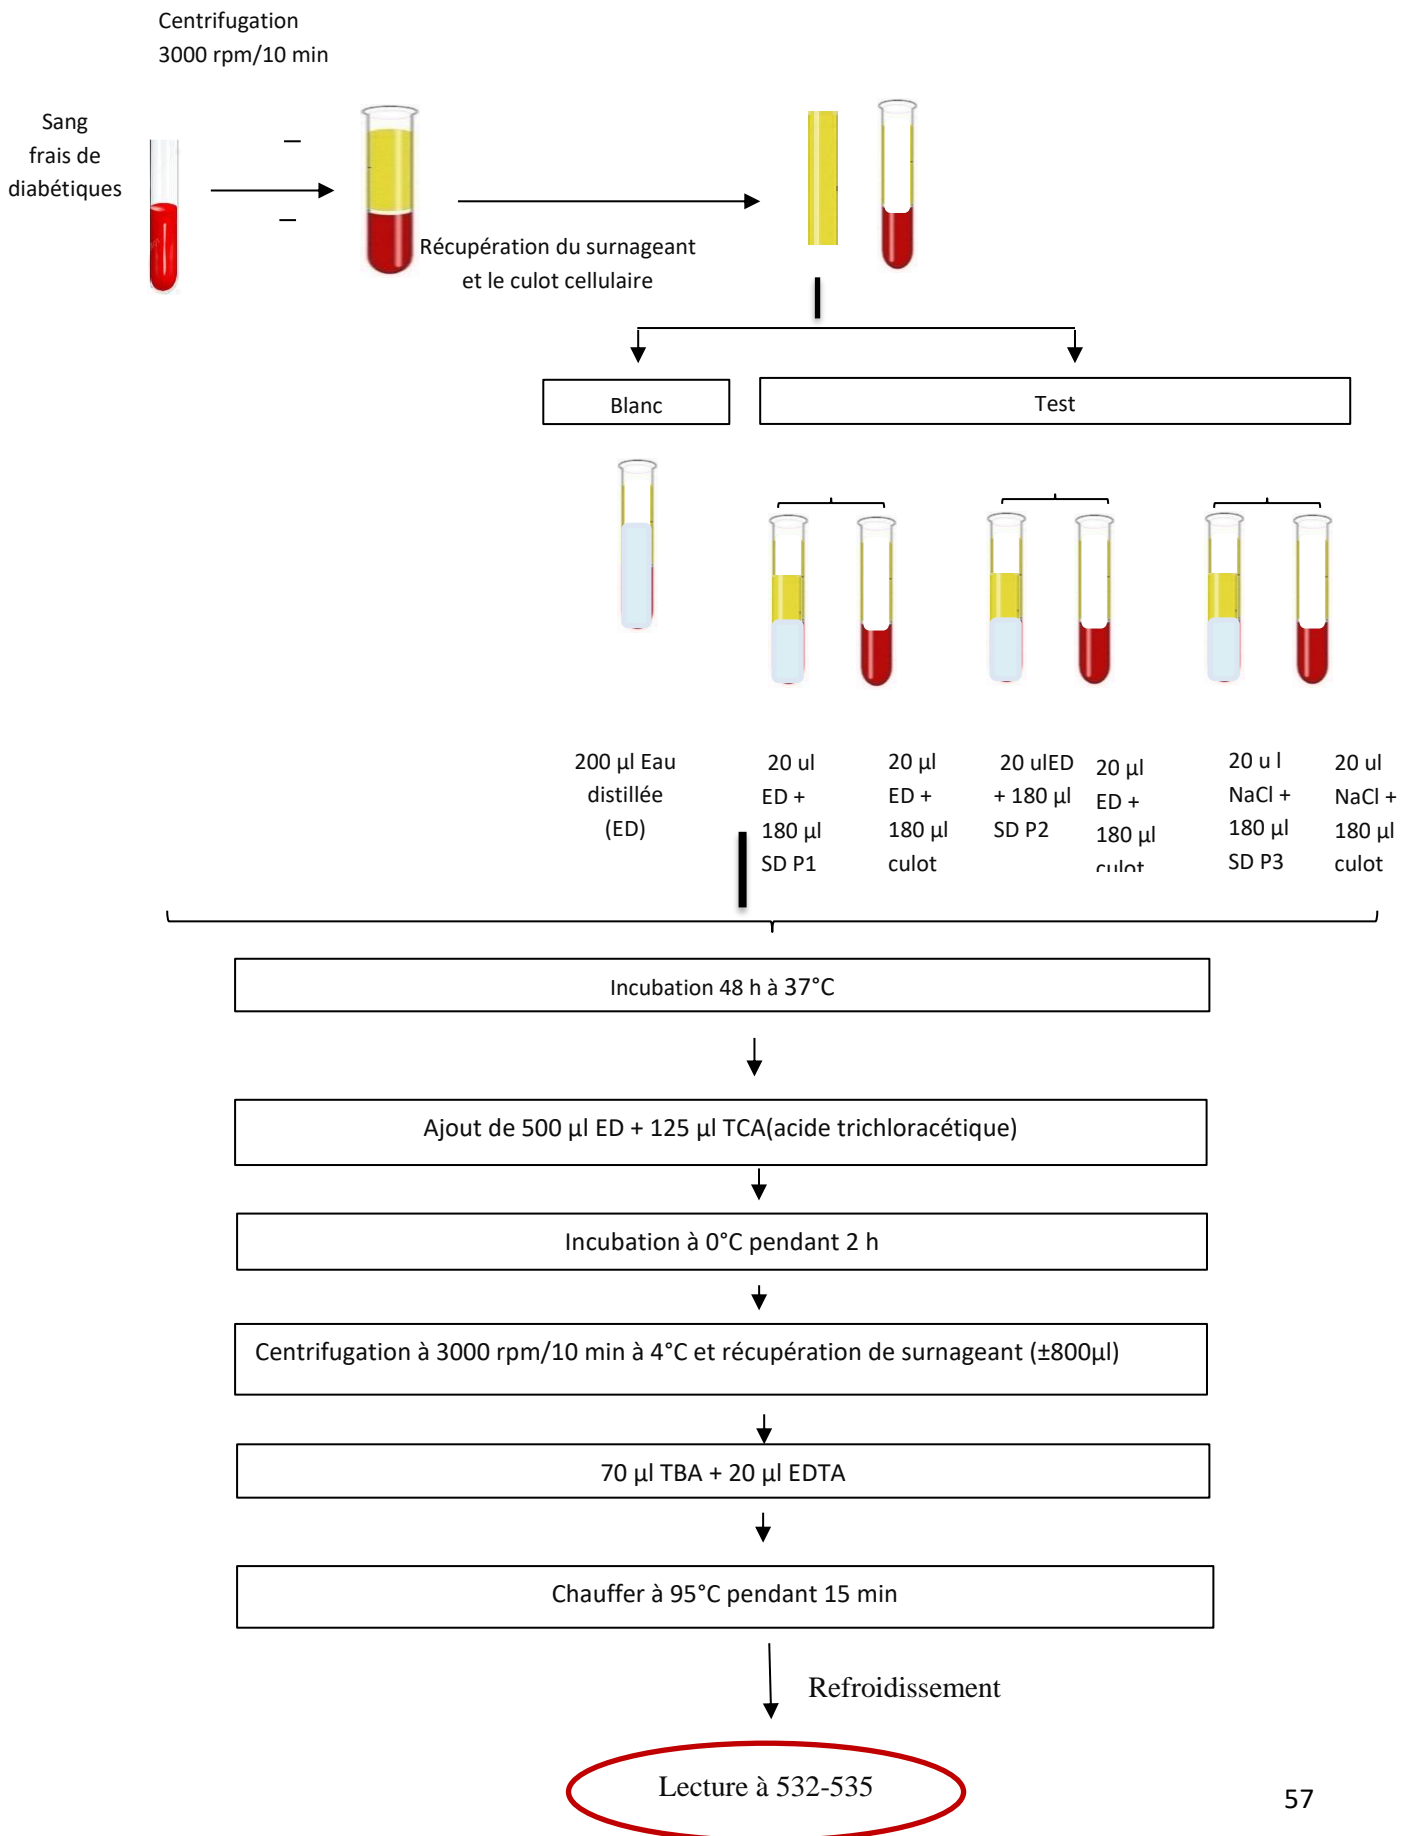 Centrifugation
3000 rpm/10 min
Sang
frais de
diabétiques
Récupération du surnageant
et le culot cellulaire
Blanc
Test
200 µl Eau
distillée
(ED)
20 ul
ED +
180 µl
SD P1
20 µl
ED +
180 µl
culot
20 ulED
+ 180 µl
SD P2
20 µl
ED +
180 µl
culot
20 u l
NaCl +
180 µl
SD P3
20 ul
NaCl +
180 µl
culot
Incubation 48 h à 37°C
Ajout de 500 µl ED + 125 µl TCA(acide trichloracétique)
Incubation à 0°C pendant 2 h
Centrifugation à 3000 rpm/10 min à 4°C et récupération de surnageant (±800µl)
70 µl TBA + 20 µl EDTA
Chauffer à 95°C pendant 15 min
Refroidissement
Lecture à 532-535
57